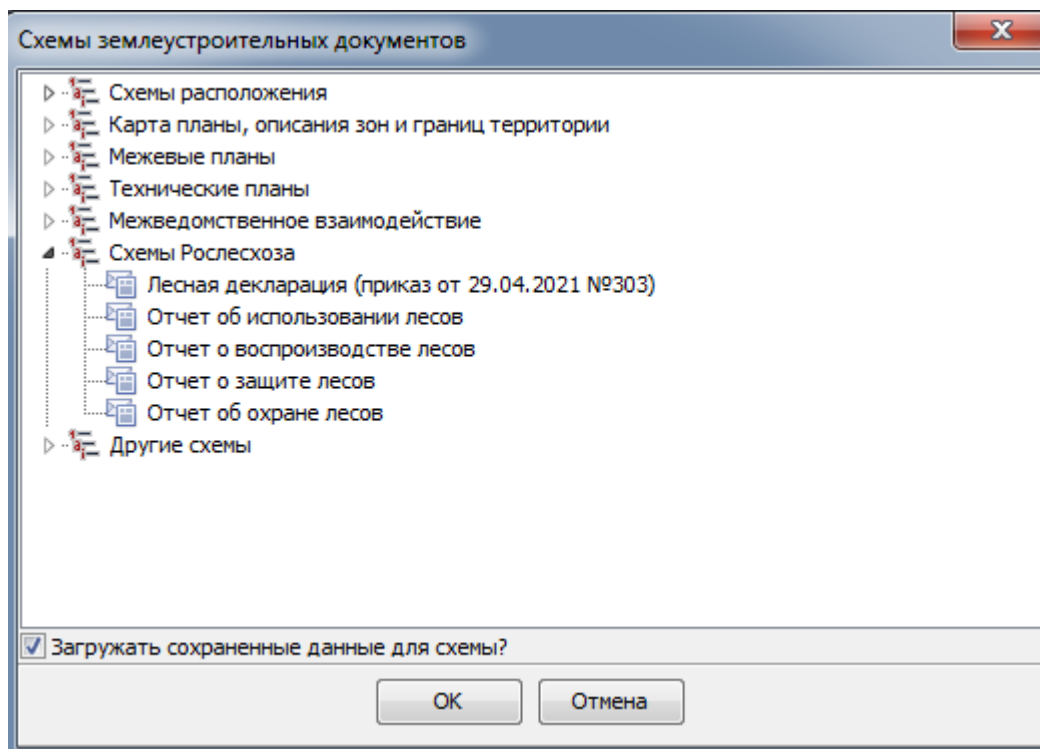 Схемы землеустроительных документов
Схемы расположения
Карта планы, описания зон и границ территории
Межевые планы
Технические планы
Межведомственное взаимодействие
Схемы Рослесхоза
Лесная декларация (приказ от 29.04.2021 №303)
Отчет об использовании лесов
Отчет о воспроизводстве лесов
Отчет о защите лесов
Отчет об охране лесов
Другие схемы
Загружать сохраненные данные для схемы?
ОК Отмена